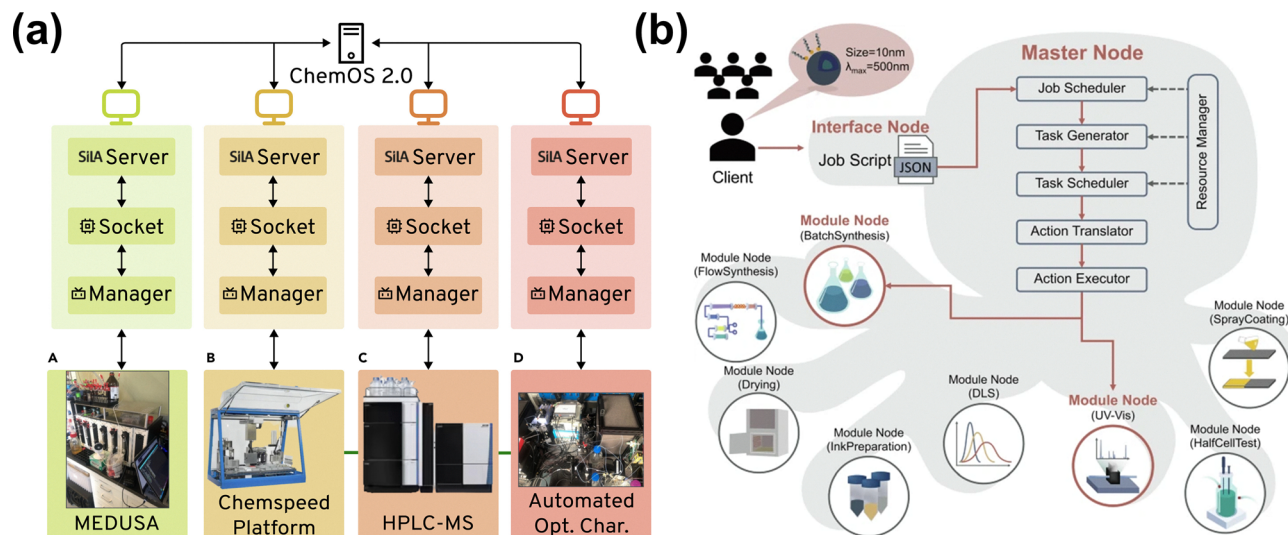 (a)
ChemOS 2.0
SiLA Server
Socket
Manager
SiLA Server
Socket
Manager
SiLA Server
Socket
Manager
SiLA Server
Socket
Manager
A
MEDUSA
B
Chemspeed
Platform
C
HPLC-MS
D
Automated
Opt. Char.
(b)
Size=10nm
λmax=500nm
Client
Interface Node
Job Script
JSON
Master Node
Job Scheduler
Task Generator
Task Scheduler
Action Translator
Action Executor
Resource Manager
Module Node
(BatchSynthesis)
Module Node
(FlowSynthesis)
Module Node
(Drying)
Module Node
(InkPreparation)
Module Node
(DLS)
Module Node
(UV-Vis)
Module Node
(SprayCoating)
Module Node
(HalfCellTest)